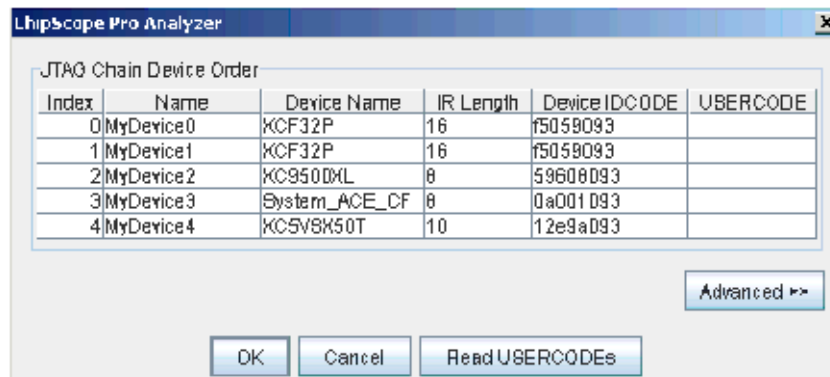 ChipScope Pro Analyzer
JTAG Chain Device Order
Index Name Device Name IR Length Device IDCODE USERCODE
0 MyDevice0 XCF32P 16 f5059093
1 MyDevice1 XCF32P 16 f5059093
2 MyDevice2 XC9500XL 8 59608093
3 MyDevice3 System_ACE_CF 8 0a001093
4 MyDevice4 XC5VSX50T 10 12e9a093
Advanced >>
OK Cancel Read USERCODEs